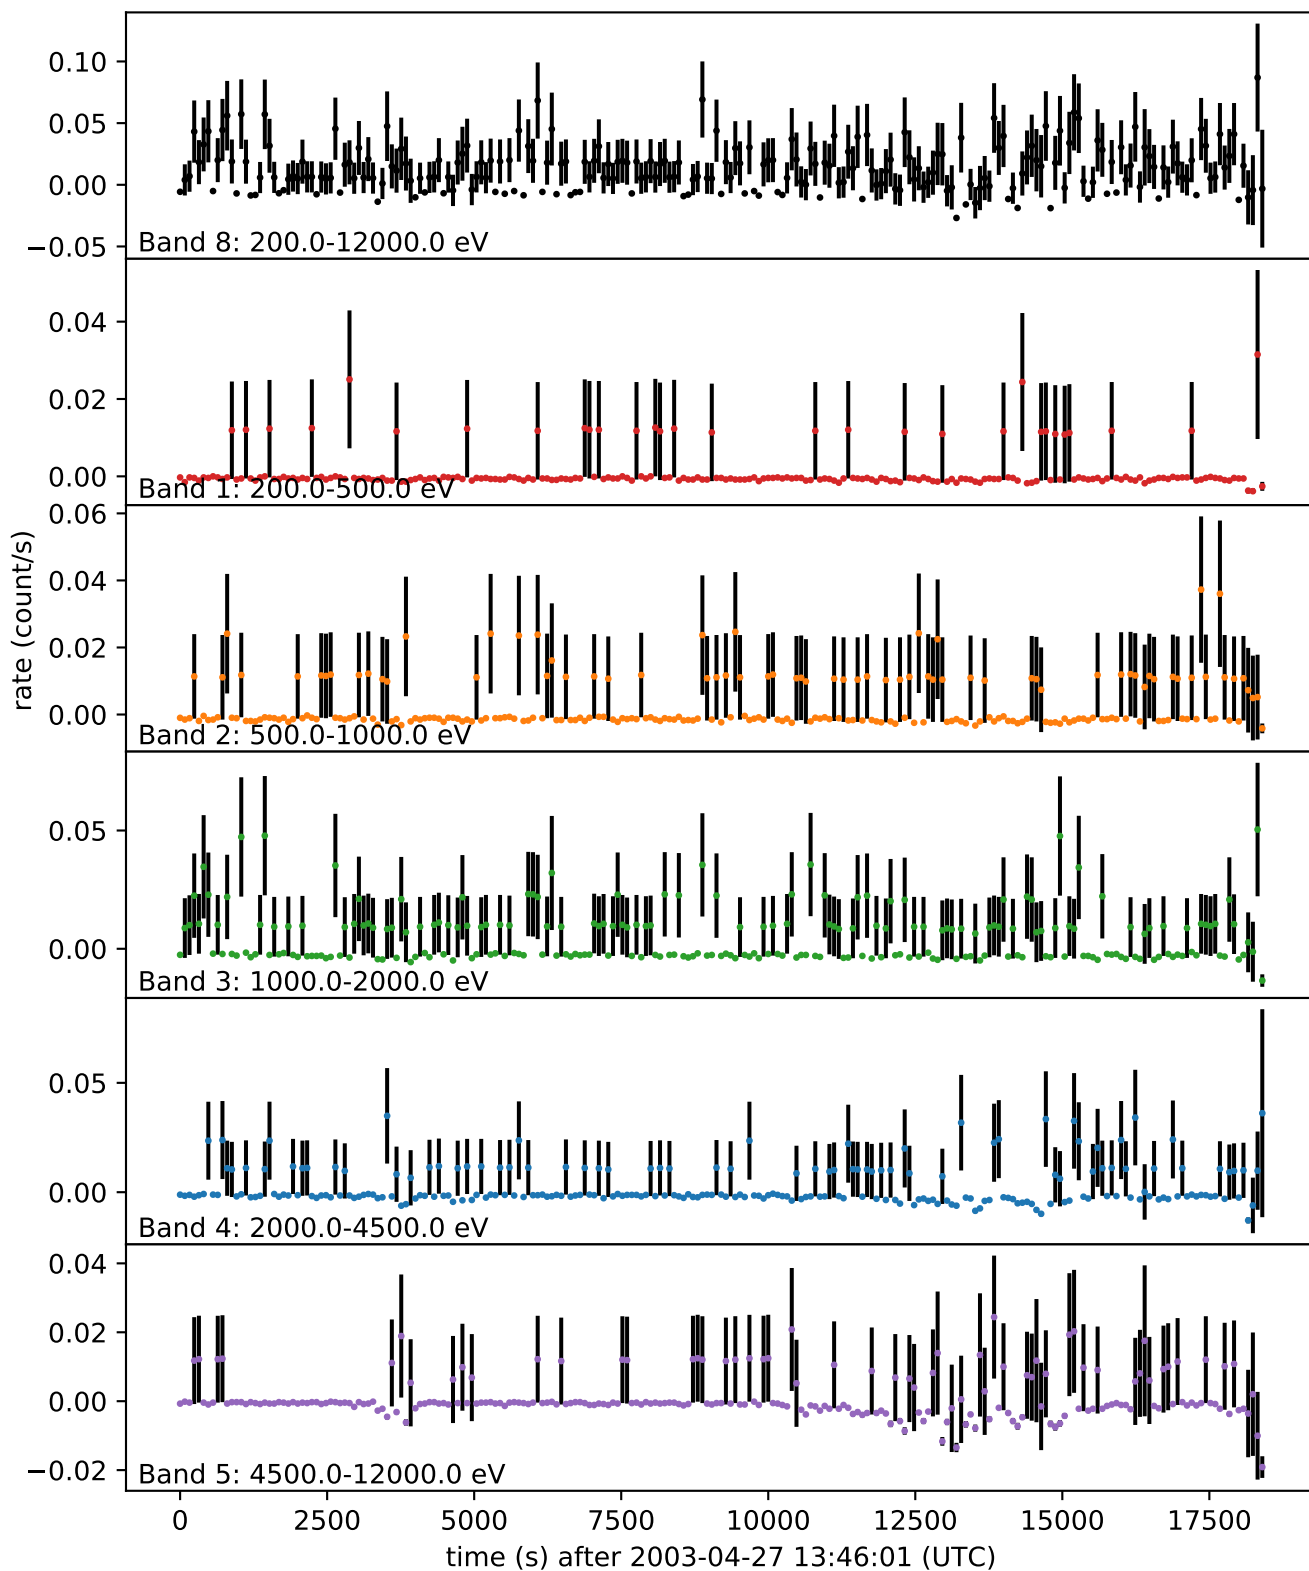 0.10
0.05
0.00
−0.05
Band 8: 200.0-12000.0 eV
0.04
0.02
0.00
Band 1: 200.0-500.0 eV
rate (count/s)
0.06
0.04
0.02
0.00
Band 2: 500.0-1000.0 eV
0.05
0.00
Band 3: 1000.0-2000.0 eV
0.05
0.00
Band 4: 2000.0-4500.0 eV
0.04
0.02
0.00
−0.02
Band 5: 4500.0-12000.0 eV
0 2500 5000 7500 10000 12500 15000 17500
time (s) after 2003-04-27 13:46:01 (UTC)